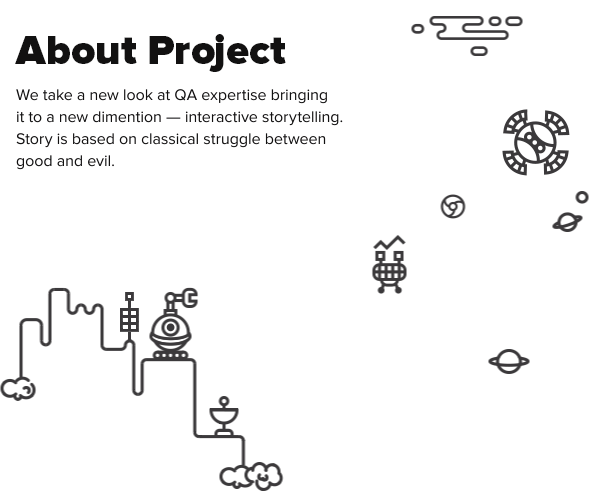 About Project
We take a new look at QA expertise bringing
it to a new dimention — interactive storytelling.
Story is based on classical struggle between
good and evil.